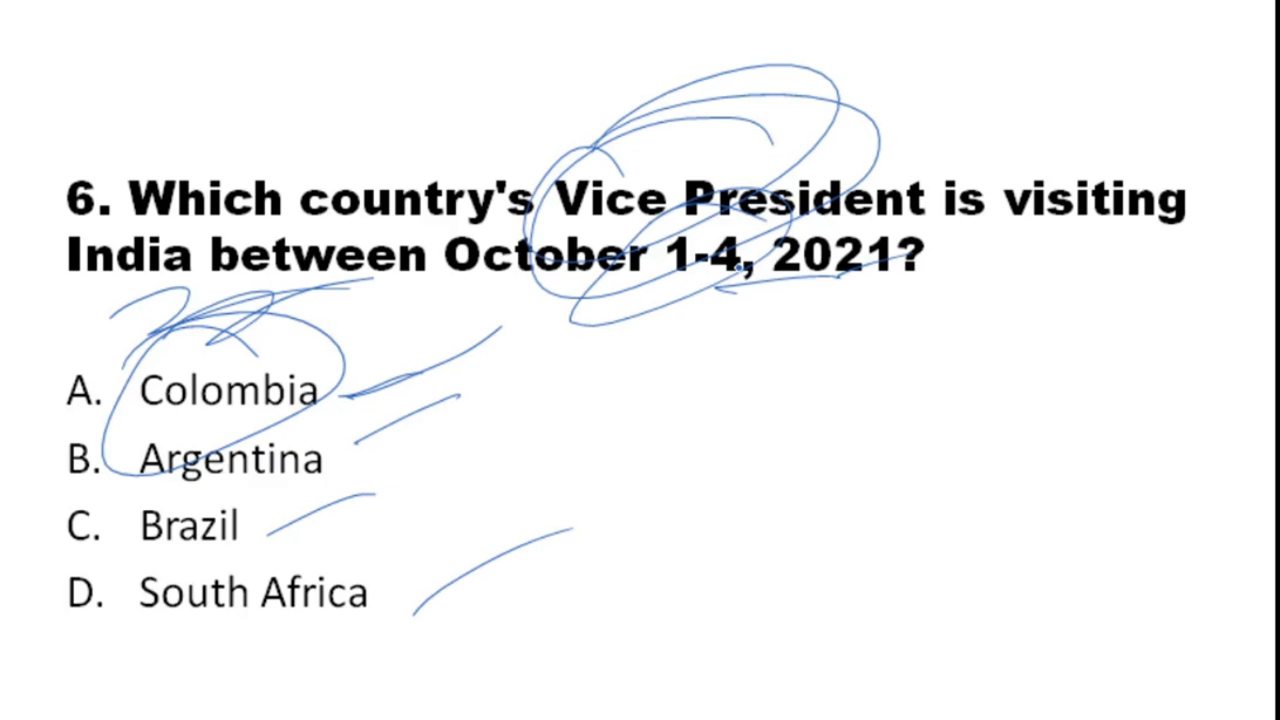 6. Which country's Vice President is visiting
India between October 1-4, 2021?
A. Colombia
B. Argentina
C. Brazil
D. South Africa